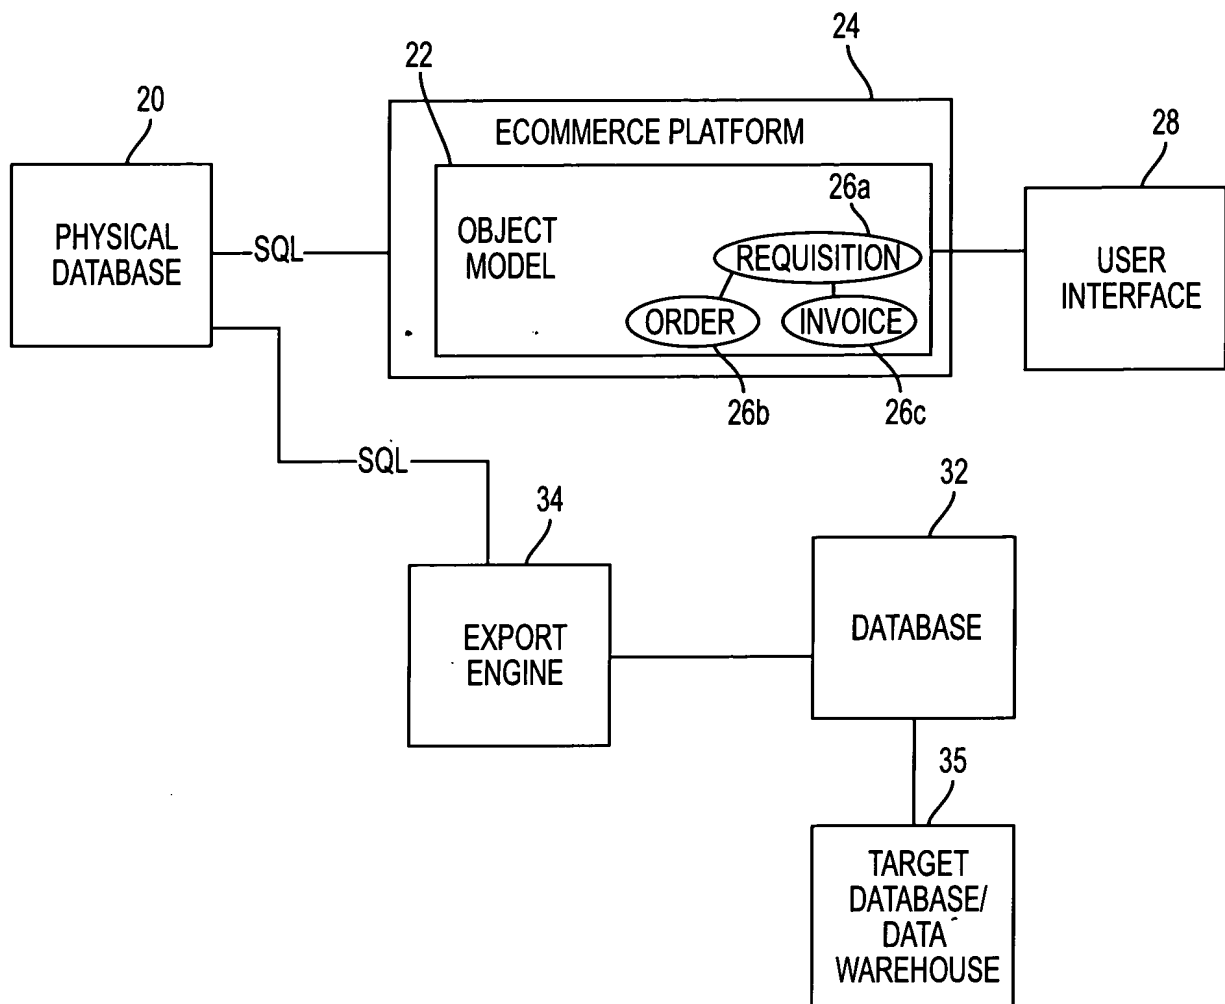 24
22
20
ECOMMERCE PLATFORM
28
26a
PHYSICAL
DATABASE
SQL
OBJECT
MODEL
REQUISITION
USER
INTERFACE
ORDER
INVOICE
26b
26c
SQL
32
34
EXPORT
ENGINE
DATABASE
35
TARGET
DATABASE/
DATA
WAREHOUSE